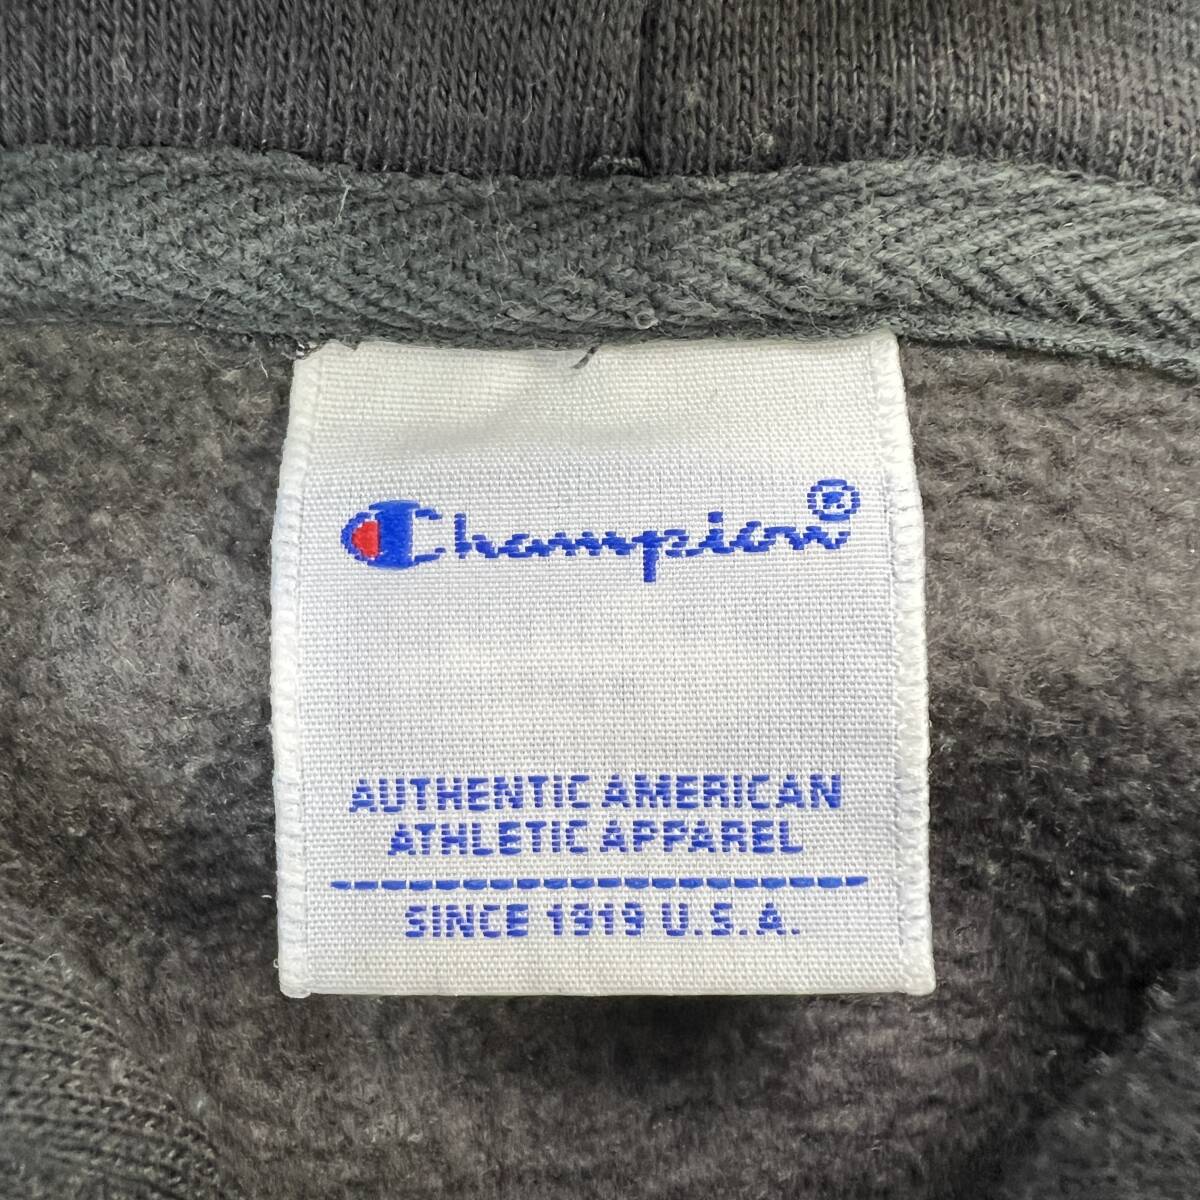 Champion®
AUTHENTIC AMERICAN
ATHLETIC APPAREL
SINCE 1919 U.S.A.